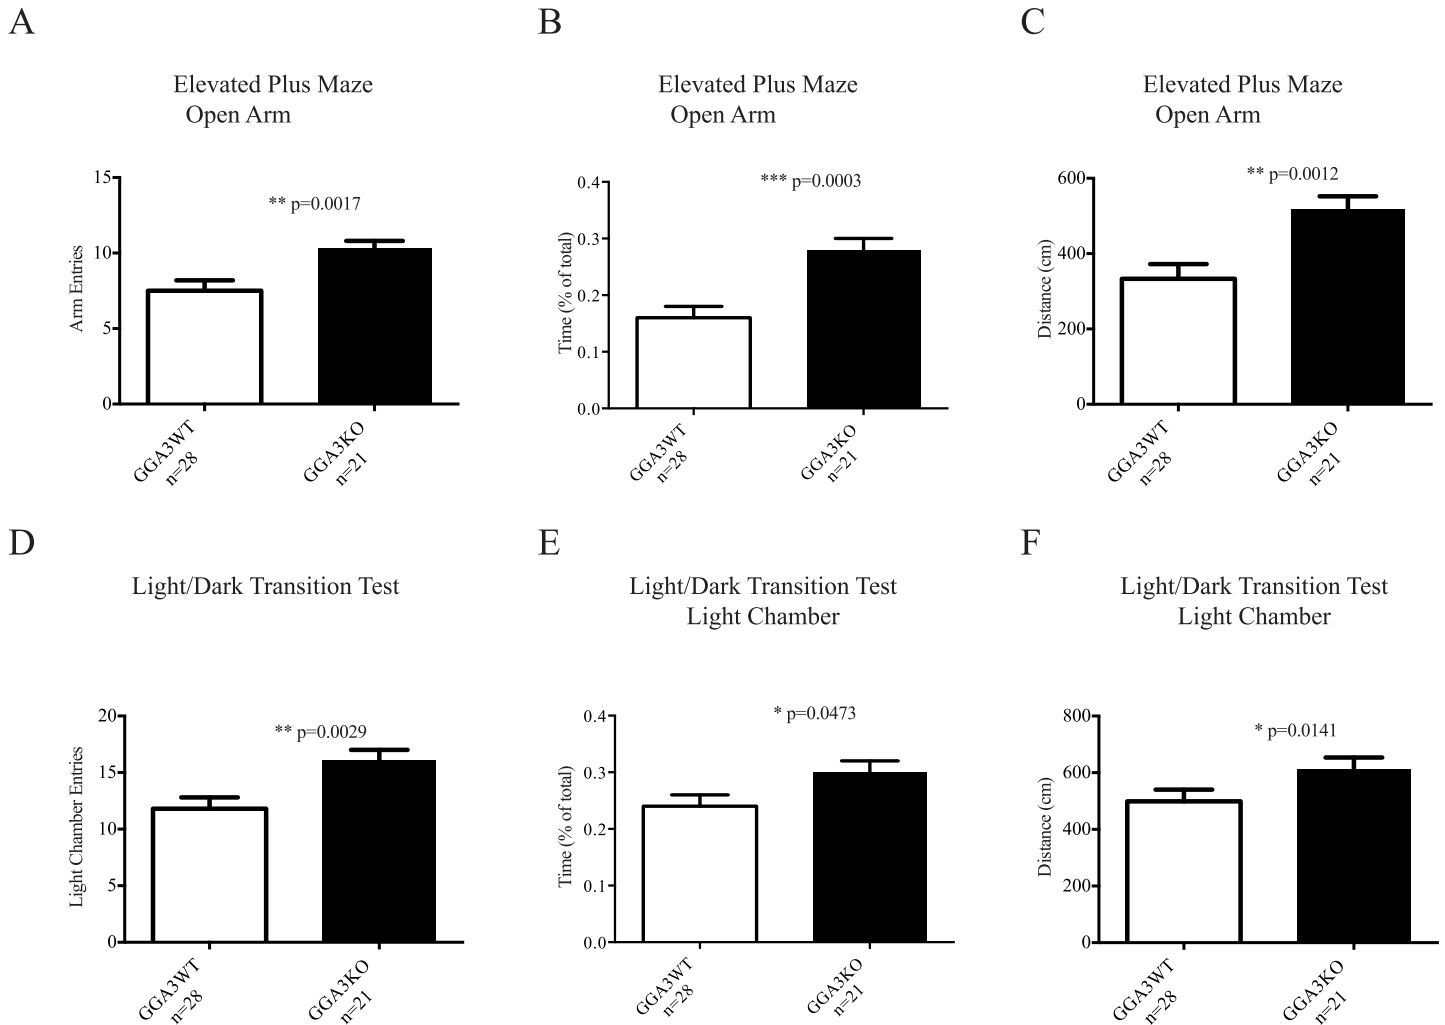 A
Elevated Plus Maze
Open Arm
** p=0.0017
Arm Entries
15
10
5
0
GGA3WT
n=28
GGA3KO
n=21
B
Elevated Plus Maze
Open Arm
*** p=0.0003
Time (% of total)
0.4
0.3
0.2
0.1
0.0
GGA3WT
n=28
GGA3KO
n=21
C
Elevated Plus Maze
Open Arm
** p=0.0012
Distance (cm)
600
400
200
0
GGA3WT
n=28
GGA3KO
n=21
D
Light/Dark Transition Test
** p=0.0029
Light Chamber Entries
20
15
10
5
0
GGA3WT
n=28
GGA3KO
n=21
E
Light/Dark Transition Test
Light Chamber
* p=0.0473
Time (% of total)
0.4
0.3
0.2
0.1
0.0
GGA3WT
n=28
GGA3KO
n=21
F
Light/Dark Transition Test
Light Chamber
* p=0.0141
Distance (cm)
800
600
400
200
0
GGA3WT
n=28
GGA3KO
n=21